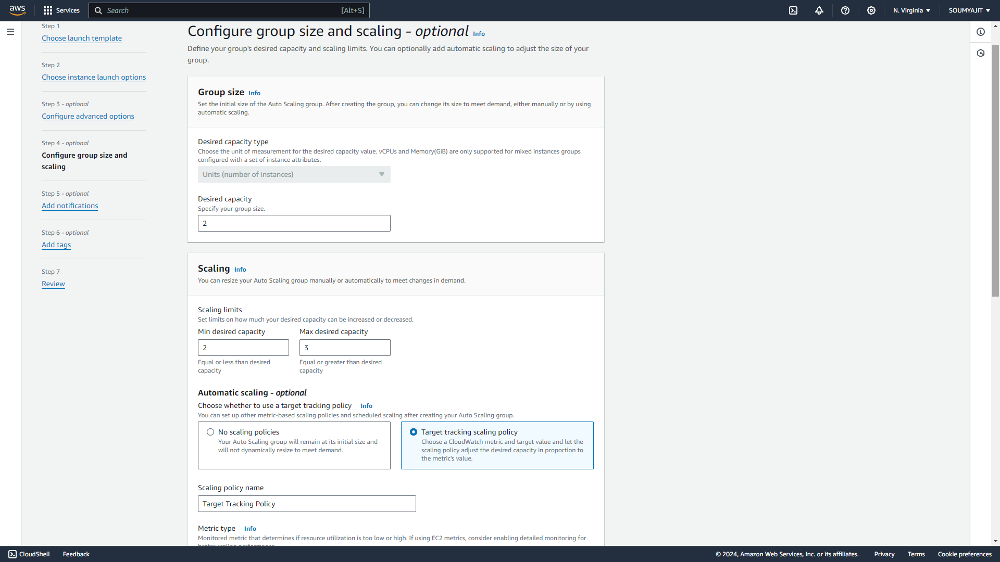 aws
Services
Search
[Alt+S]
N. Virginia
SOUMYAJIT
Step 1
Choose launch template
Step 2
Choose instance launch options
Step 3 - optional
Configure advanced options
Step 4 - optional
Configure group size and
scaling
Step 5 - optional
Add notifications
Step 6 - optional
Add tags
Step 7
Review
Configure group size and scaling - optional Info
Define your group's desired capacity and scaling limits. You can optionally add automatic scaling to adjust the size of your
group.
Group size Info
Set the initial size of the Auto Scaling group. After creating the group, you can change its size to meet demand, either manually or by using
automatic scaling.
Desired capacity type
Choose the unit of measurement for the desired capacity value. vCPUs and Memory(GiB) are only supported for mixed instances groups
configured with a set of instance attributes.
Units (number of instances)
Desired capacity
Specify your group size.
2
Scaling Info
You can resize your Auto Scaling group manually or automatically to meet changes in demand.
Scaling limits
Set limits on how much your desired capacity can be increased or decreased.
Min desired capacity
2
Equal or less than desired
capacity
Max desired capacity
3
Equal or greater than desired
capacity
Automatic scaling - optional
Choose whether to use a target tracking policy Info
You can set up other metric-based scaling policies and scheduled scaling after creating your Auto Scaling group.
No scaling policies
Your Auto Scaling group will remain at its initial size and
will not dynamically resize to meet demand.
Target tracking scaling policy
Choose a CloudWatch metric and target value and let the
scaling policy adjust the desired capacity in proportion to
the metric's value.
Scaling policy name
Target Tracking Policy
Metric type Info
Monitored metric that determines if resource utilization is too low or high. If using EC2 metrics, consider enabling detailed monitoring for
better scaling performance.
CloudShell
Feedback
© 2024, Amazon Web Services, Inc. or its affiliates.
Privacy
Terms
Cookie preferences